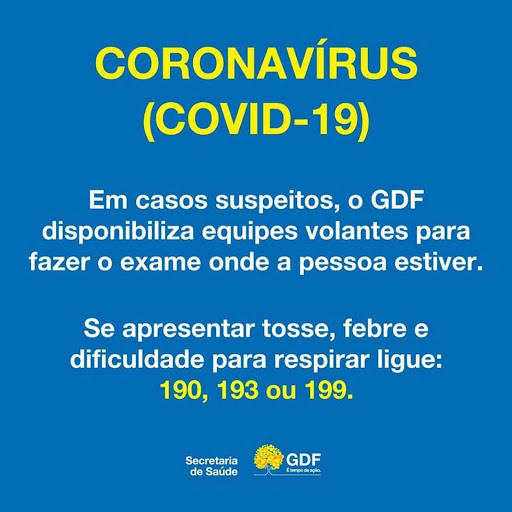 CORONAVÍRUS
(COVID-19)
Em casos suspeitos, o GDF
disponibiliza equipes volantes para
fazer o exame onde a pessoa estiver.
Se apresentar tosse, febre e
dificuldade para respirar ligue:
190, 193 ou 199.
Secretaria
de Saúde
GDF
É tempo de ação.